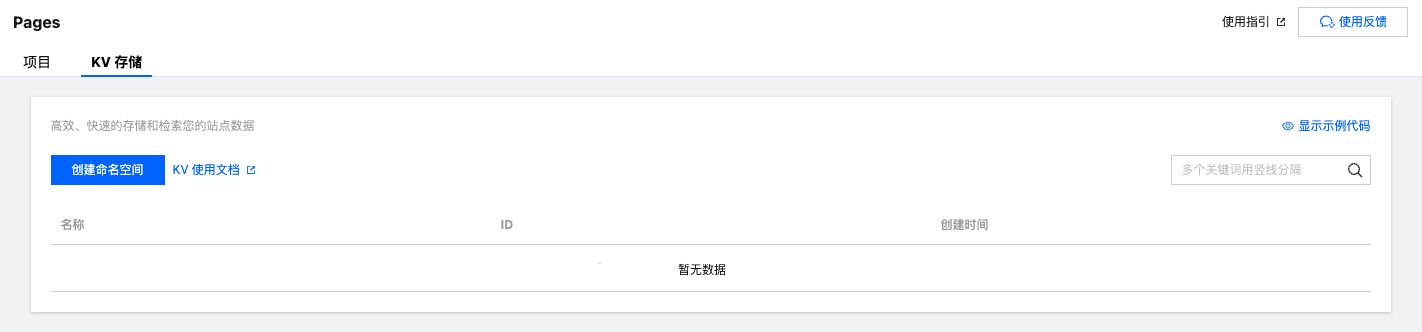 Pages
使用指引
使用反馈
项目
KV 存储
高效、快速的存储和检索您的站点数据
显示示例代码
创建命名空间
KV 使用文档
多个关键词用竖线分隔
名称 ID 创建时间
暂无数据